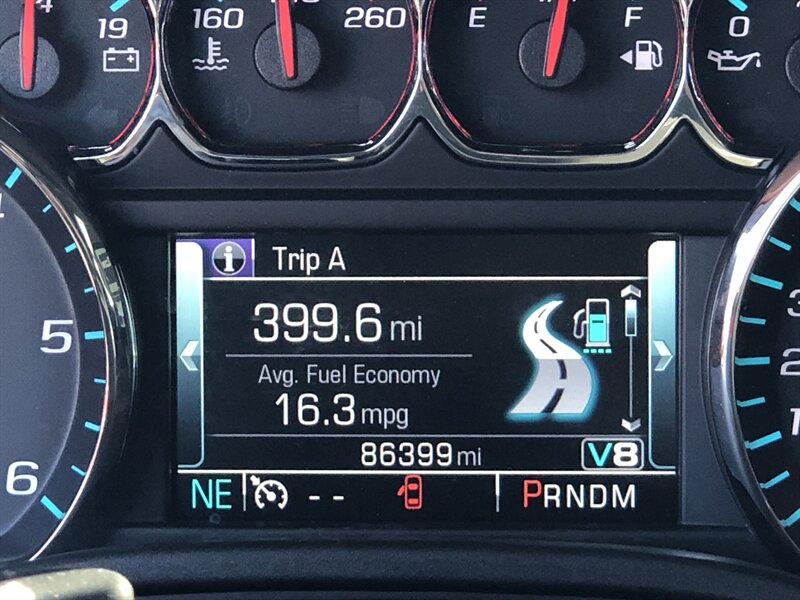 19
160 260
E F
0
Trip A
399.6 mi
Avg. Fuel Economy
16.3 mpg
86399 mi V8
NE -- PRNDM
5
6